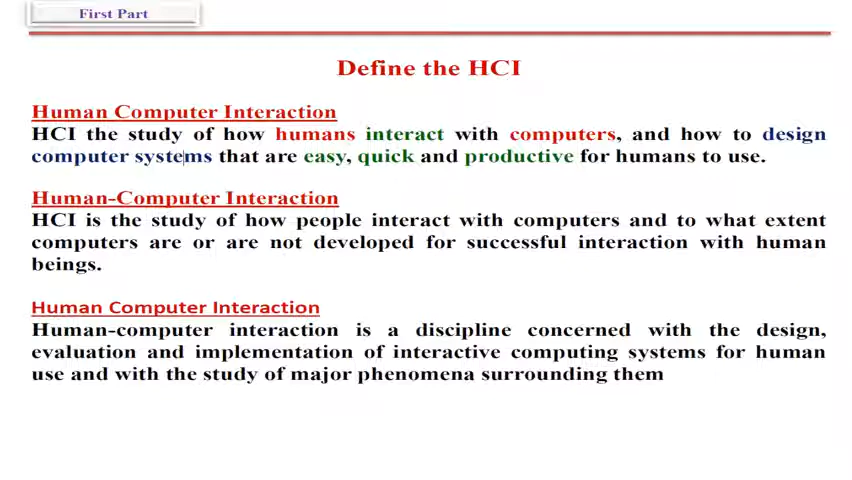 First Part
Define the HCI
Human Computer Interaction
HCI the study of how humans interact with computers, and how to design
computer systems that are easy, quick and productive for humans to use.
Human-Computer Interaction
HCI is the study of how people interact with computers and to what extent
computers are or are not developed for successful interaction with human
beings.
Human Computer Interaction
Human-computer interaction is a discipline concerned with the design,
evaluation and implementation of interactive computing systems for human
use and with the study of major phenomena surrounding them